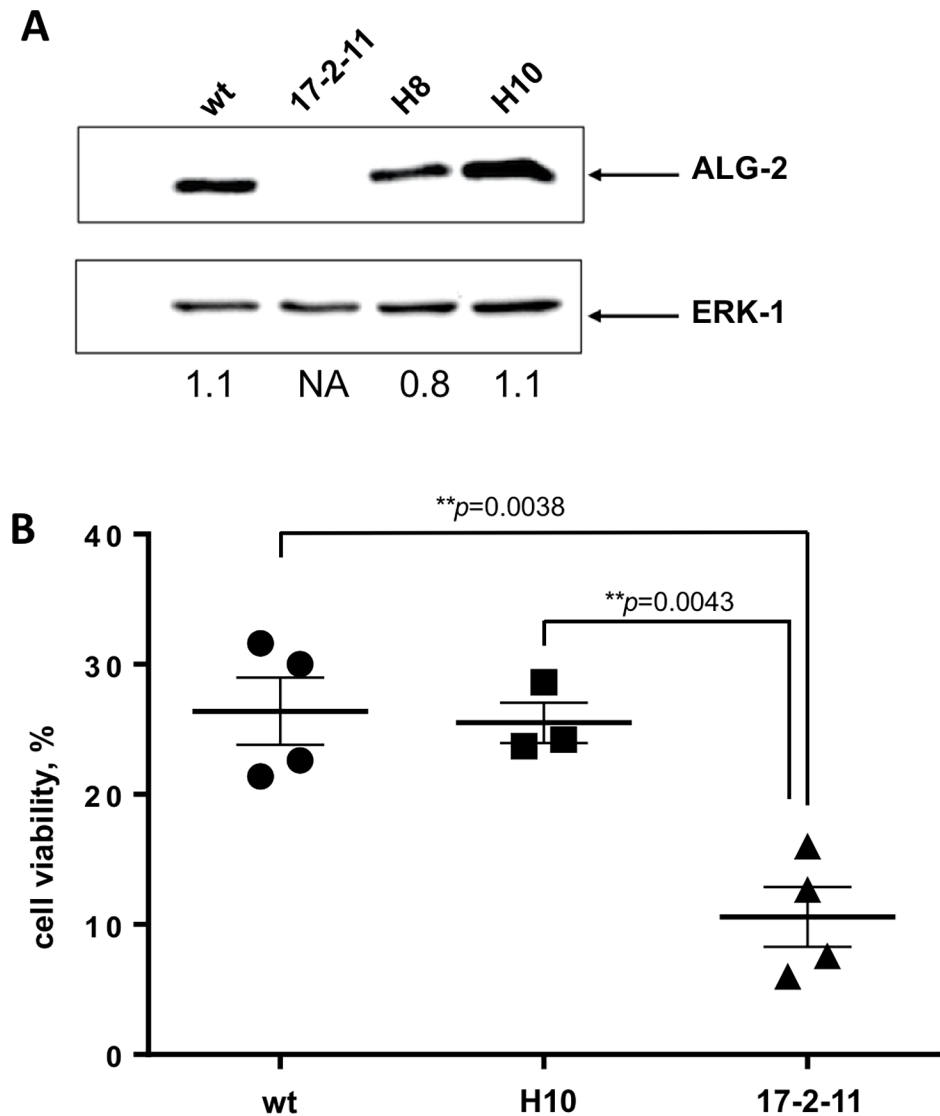 A
wt 17-2-11 H8 H10
ALG-2
ERK-1
1.1 NA 0.8 1.1
B
**p=0.0038
40
**p=0.0043
30
20
10
0
cell viability, %
wt H10 17-2-11